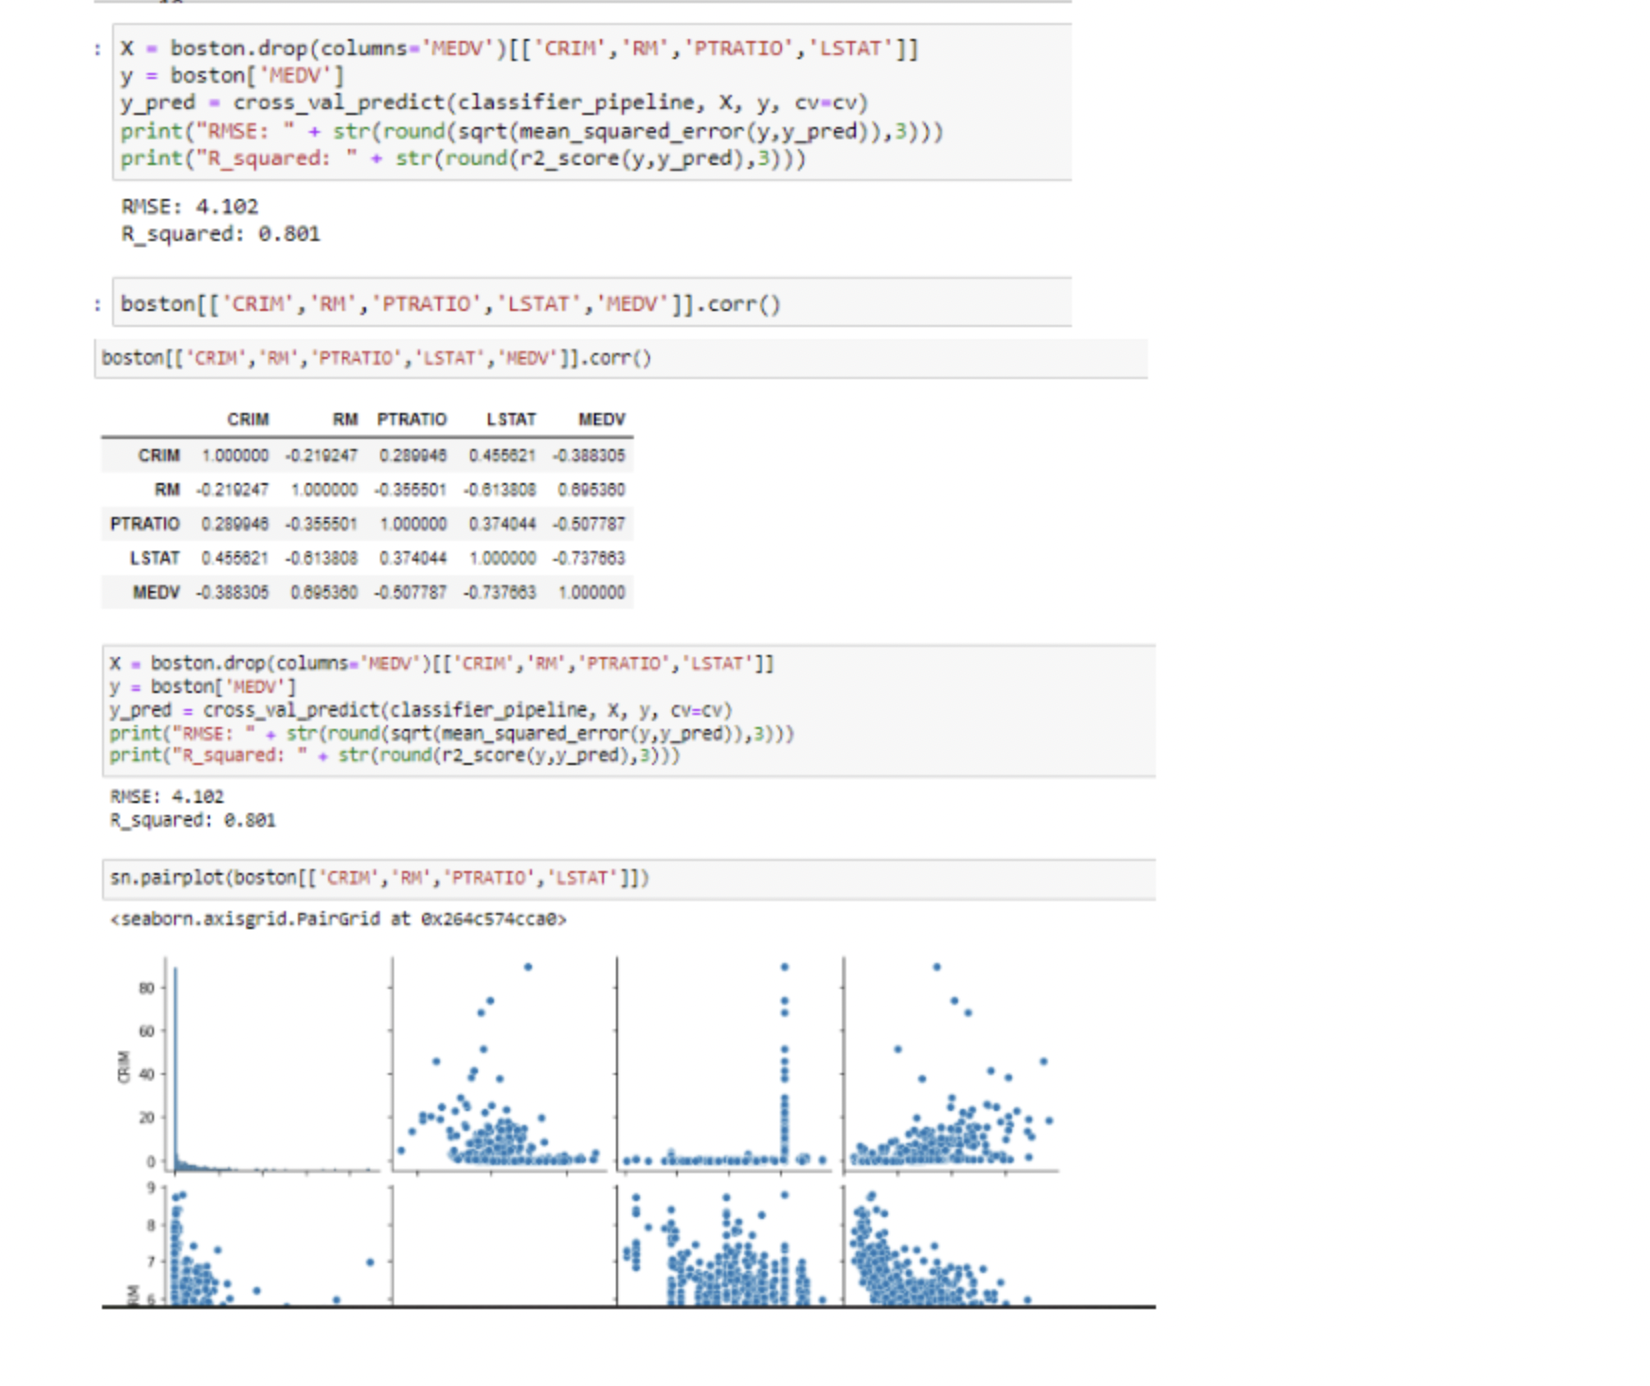 : X = boston.drop(columns='MEDV')[['CRIM','RM','PTRATIO','LSTAT']]
y = boston['MEDV']
y_pred = cross_val_predict(classifier_pipeline, X, y, cv=cv)
print("RMSE: " + str(round(sqrt(mean_squared_error(y,y_pred)),3)))
print("R_squared: " + str(round(r2_score(y,y_pred),3)))
RMSE: 4.102
R_squared: 0.801
: boston[['CRIM','RM','PTRATIO','LSTAT','MEDV']].corr()
boston[['CRIM','RM','PTRATIO','LSTAT','MEDV']].corr()
CRIM RM PTRATIO LSTAT MEDV
CRIM 1.000000 -0.219247 0.289946 0.455621 -0.388305
RM -0.219247 1.000000 -0.355501 -0.613808 0.695360
PTRATIO 0.289946 -0.355501 1.000000 0.374044 -0.507787
LSTAT 0.455621 -0.613808 0.374044 1.000000 -0.737663
MEDV -0.388305 0.695360 -0.507787 -0.737663 1.000000
X = boston.drop(columns='MEDV')[['CRIM','RM','PTRATIO','LSTAT']]
y = boston['MEDV']
y_pred = cross_val_predict(classifier_pipeline, X, y, cv=cv)
print("RMSE: " + str(round(sqrt(mean_squared_error(y,y_pred)),3)))
print("R_squared: " + str(round(r2_score(y,y_pred),3)))
RMSE: 4.102
R_squared: 0.801
sn.pairplot(boston[['CRIM','RM','PTRATIO','LSTAT']])
<seaborn.axisgrid.PairGrid at 0x264c574cca0>
80
60
CRIM
40
20
0
9
8
7
RM
6